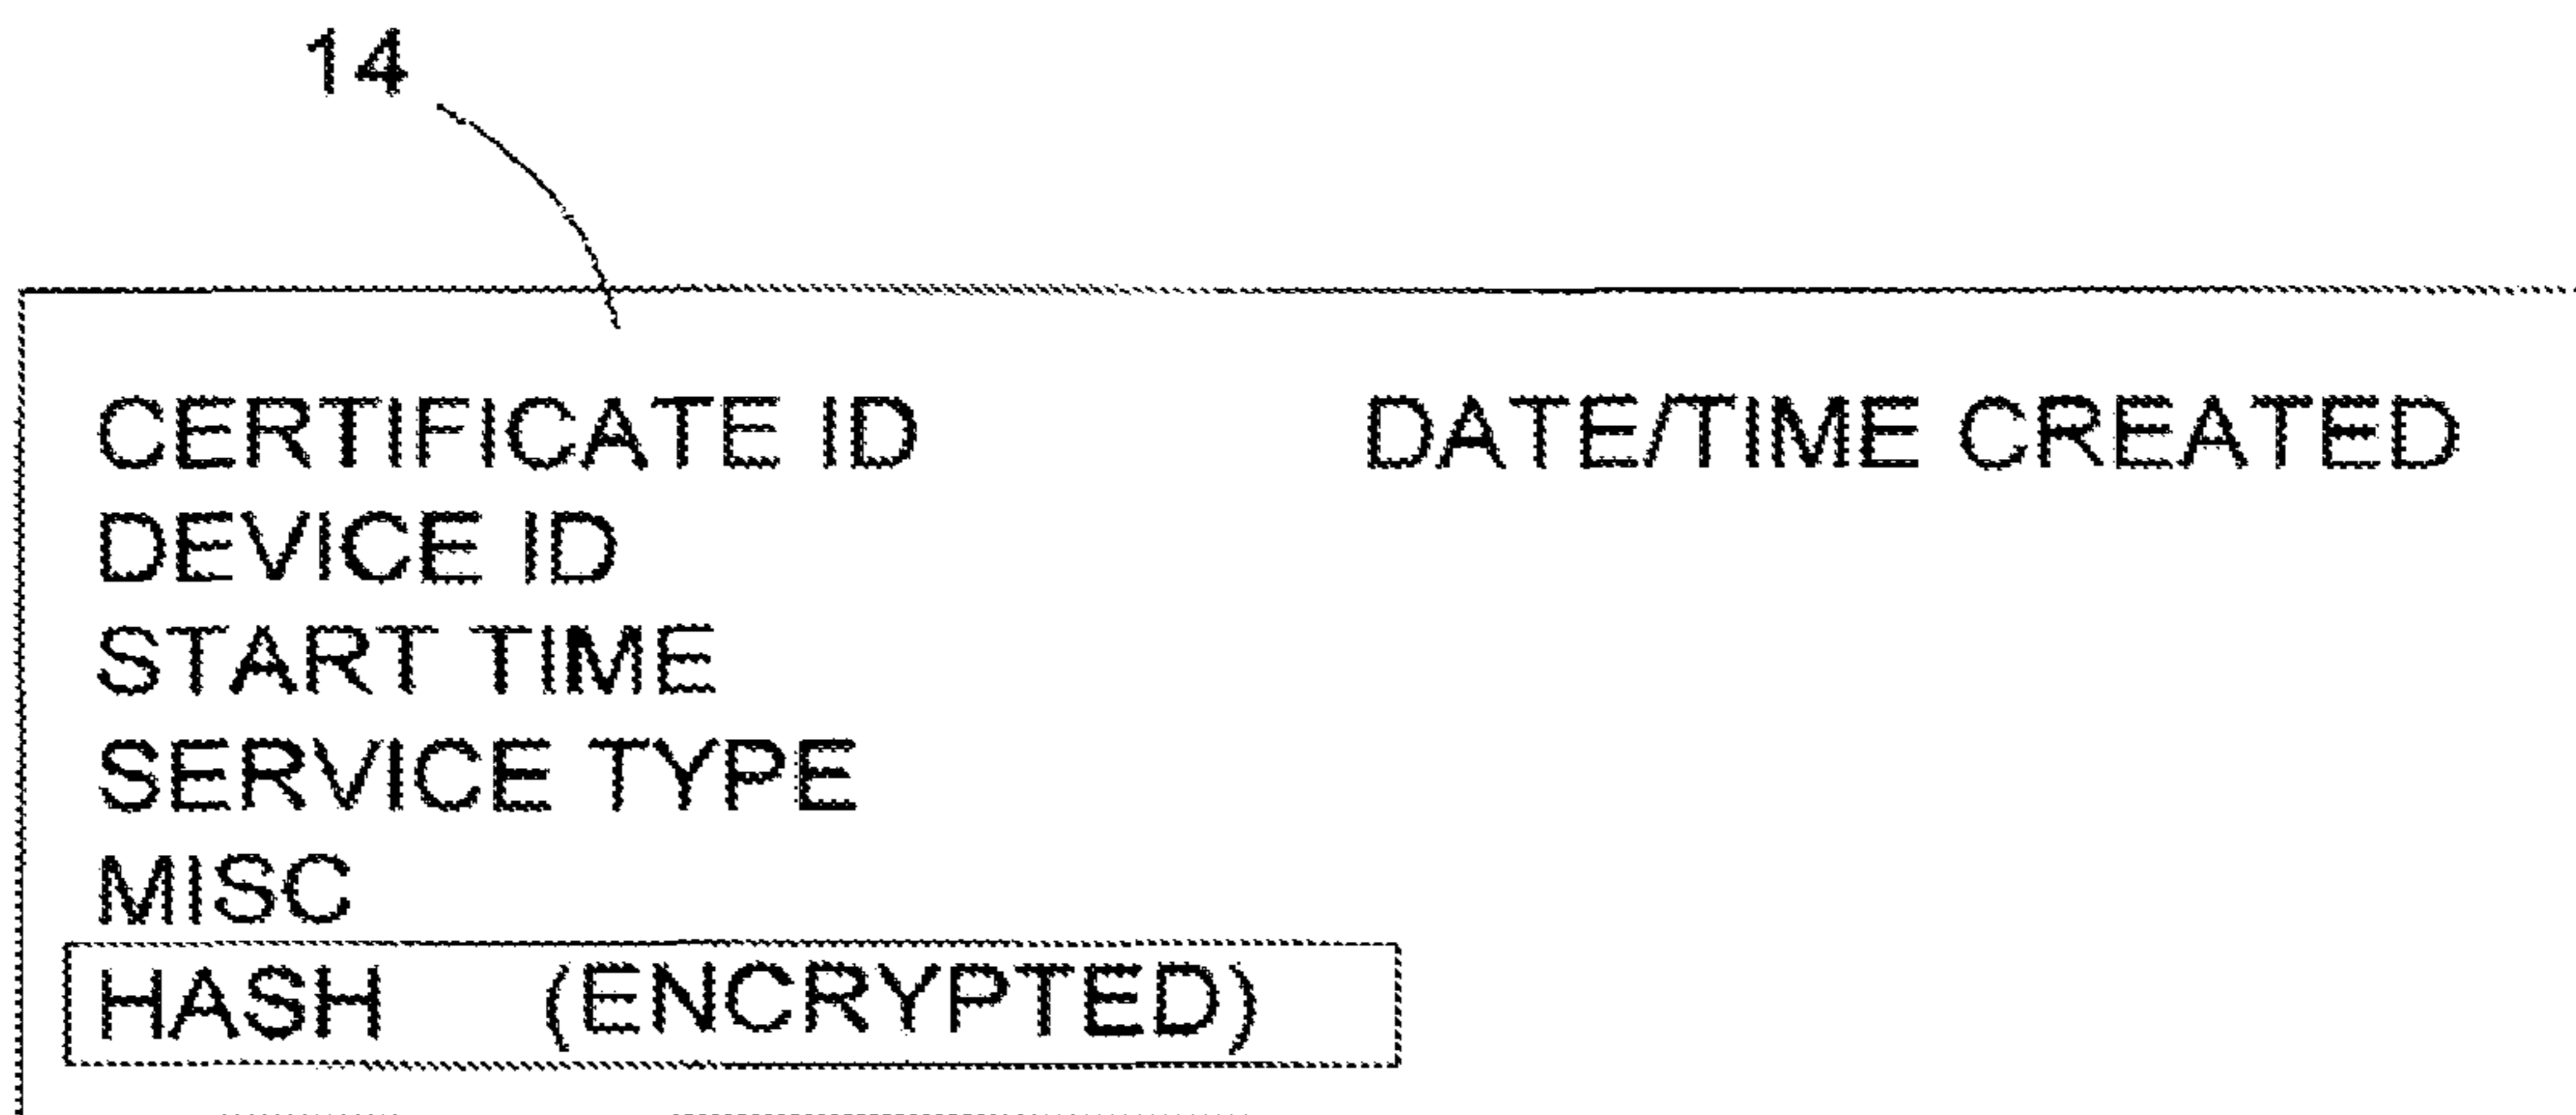 14
CERTIFICATE ID DATE/TIME CREATED
DEVICE ID
START TIME
SERVICE TYPE
MISC
HASH (ENCRYPTED)